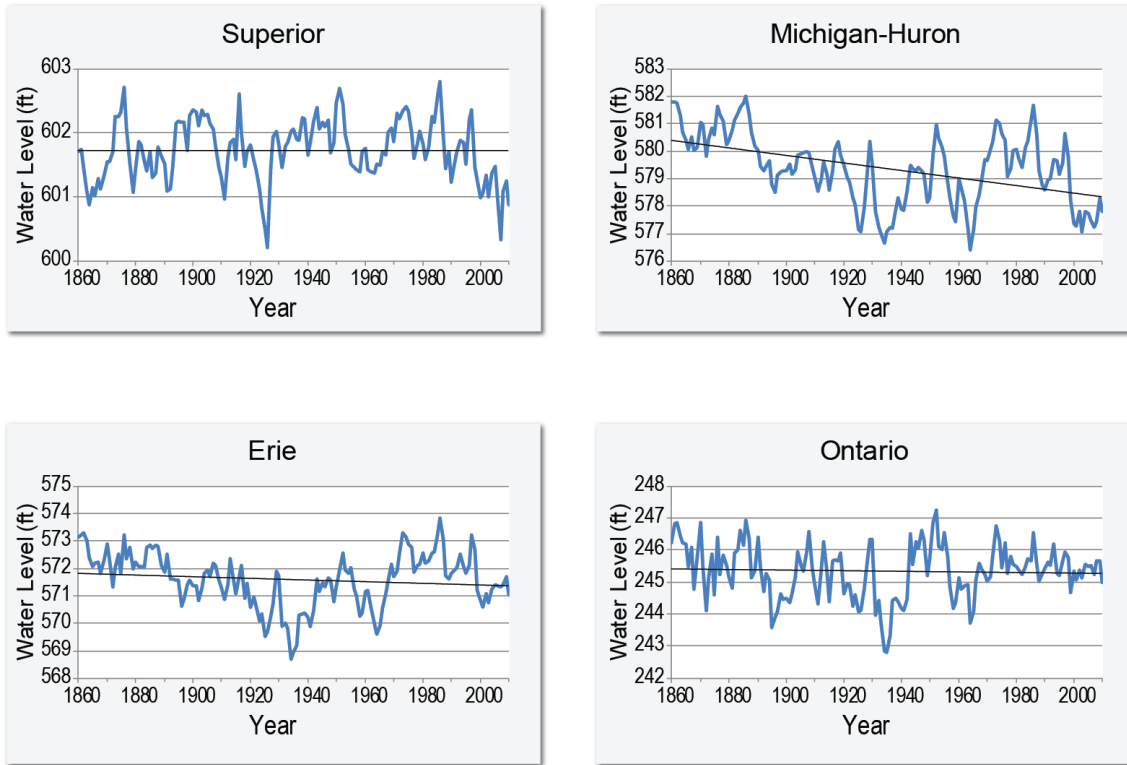 Superior
Water Level (ft)
603
602
601
600
1860 1880 1900 1920 1940 1960 1980 2000
Year
Michigan-Huron
Water Level (ft)
583
582
581
580
579
578
577
576
1860 1880 1900 1920 1940 1960 1980 2000
Year
Erie
Water Level (ft)
575
574
573
572
571
570
569
568
1860 1880 1900 1920 1940 1960 1980 2000
Year
Ontario
Water Level (ft)
248
247
246
245
244
243
242
1860 1880 1900 1920 1940 1960 1980 2000
Year